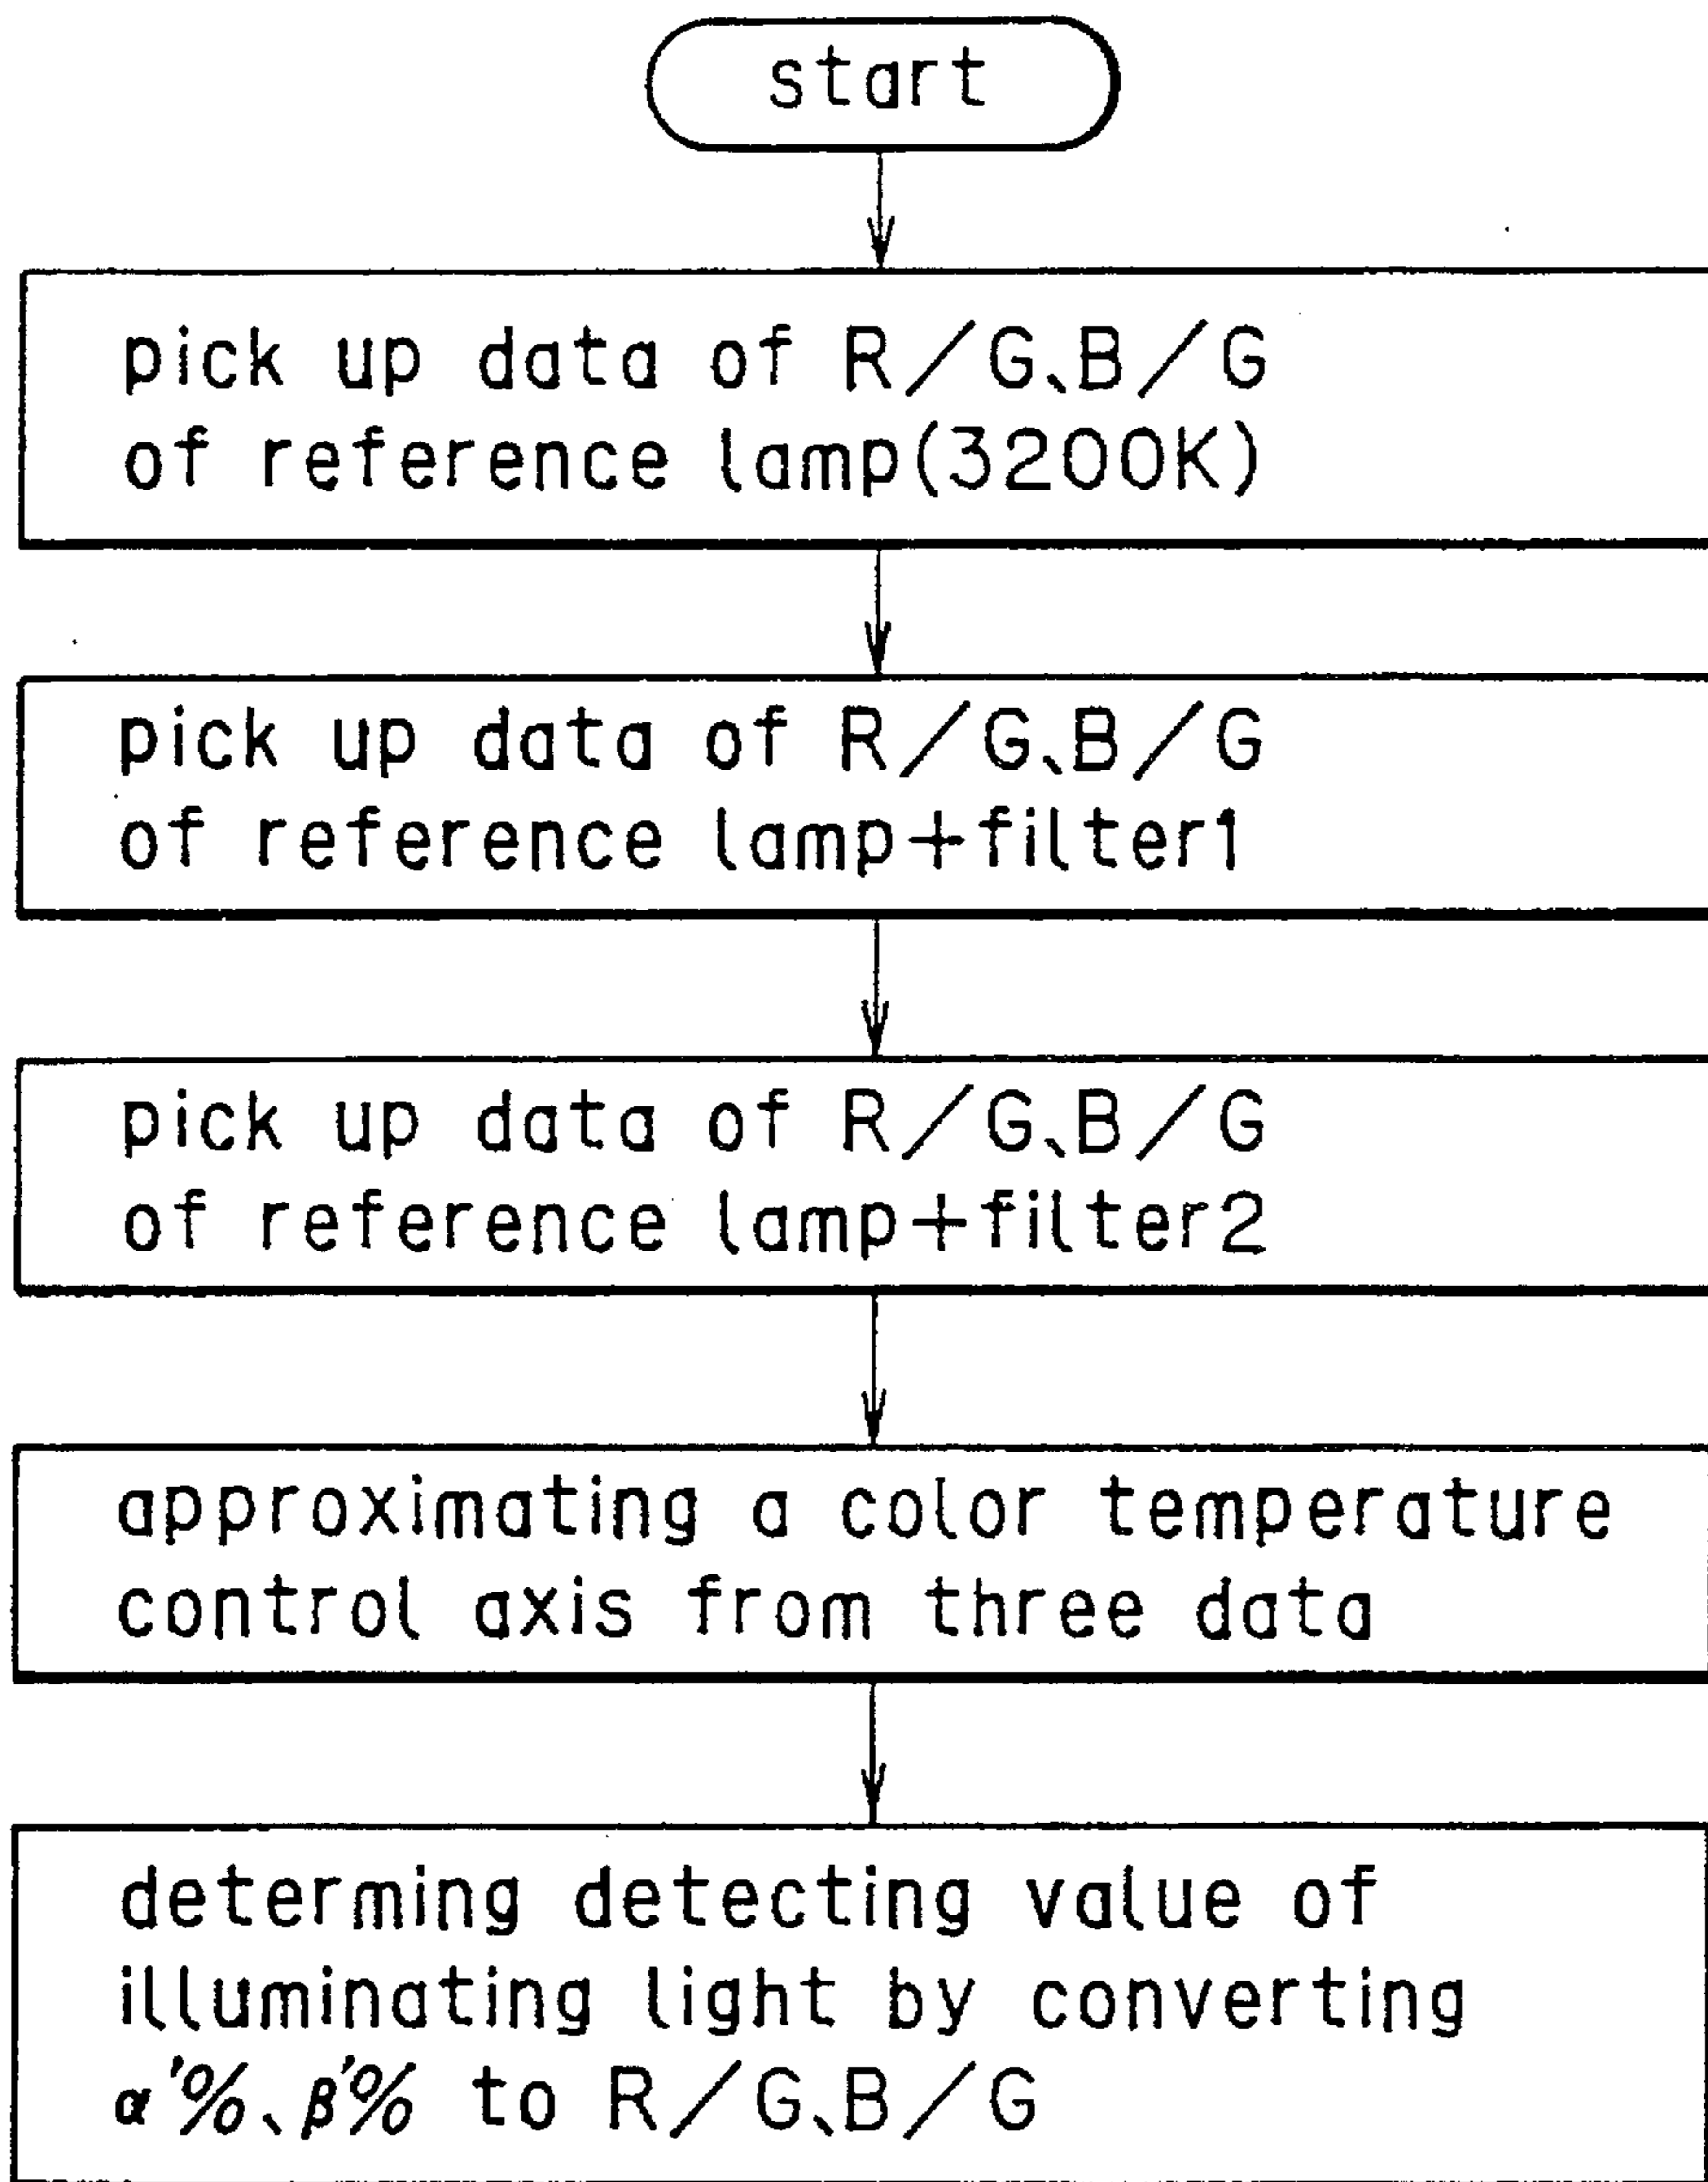 start
pick up data of R/G、B/G
of reference lamp(3200K)
pick up data of R/G、B/G
of reference lamp+filter1
pick up data of R/G、B/G
of reference lamp+filter2
approximating a color temperature
control axis from three data
determing detecting value of
illuminating light by converting
α'%、β'% to R/G、B/G